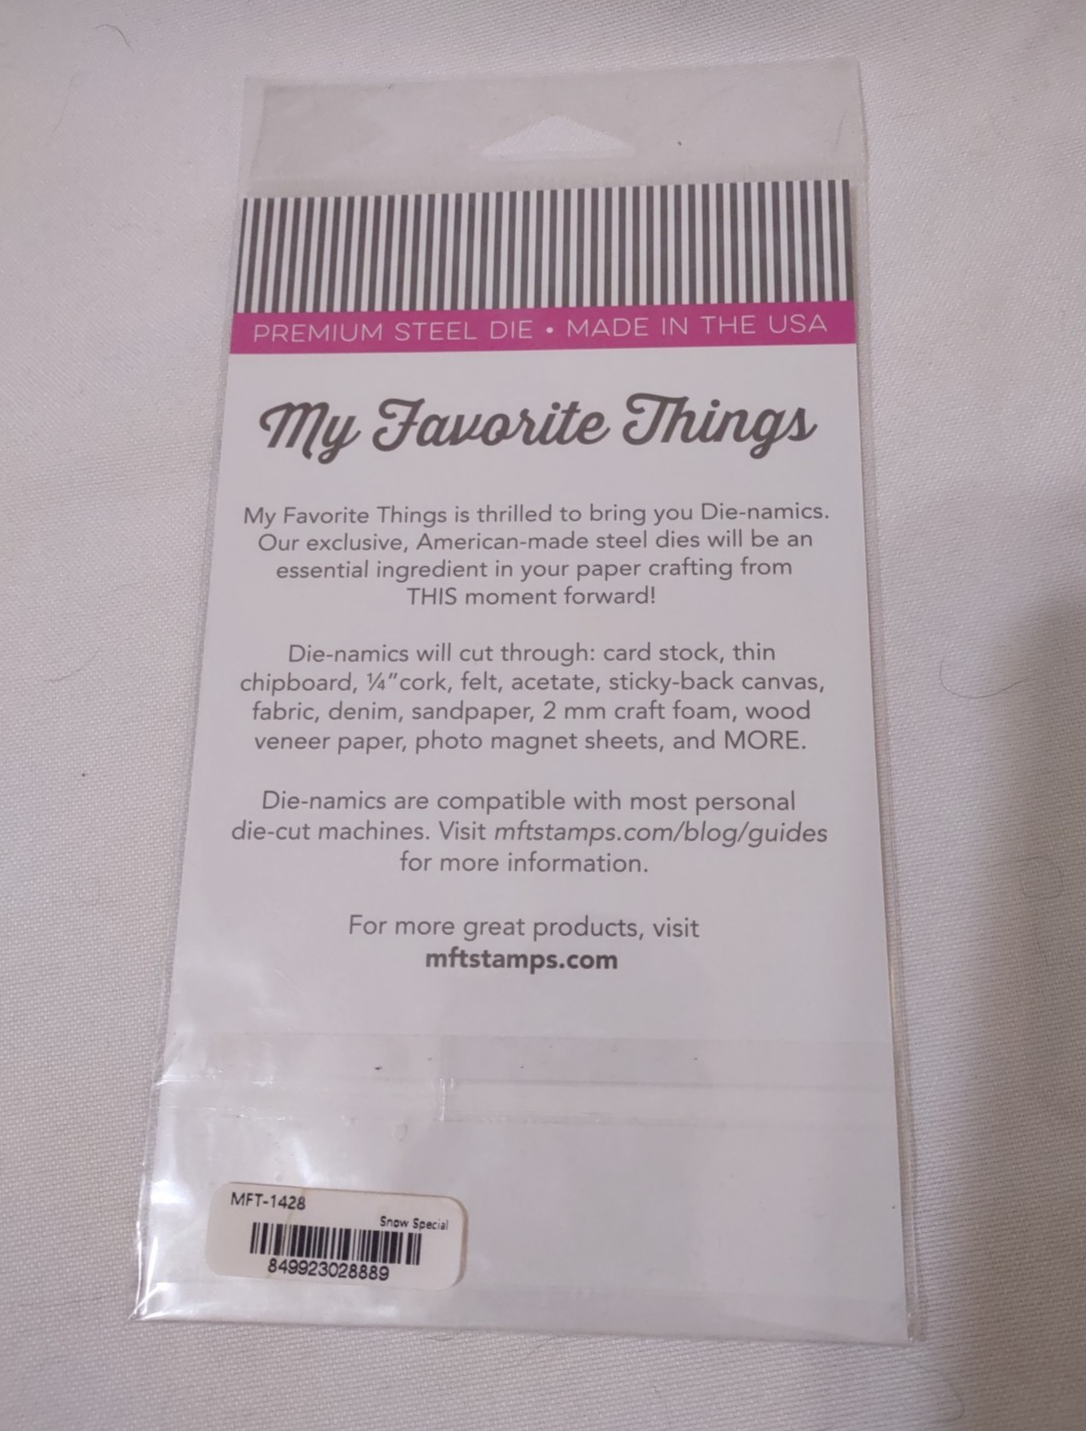 PREMIUM STEEL DIE • MADE IN THE USA
My Favorite Things
My Favorite Things is thrilled to bring you Die-namics.
Our exclusive, American-made steel dies will be an
essential ingredient in your paper crafting from
THIS moment forward!
Die-namics will cut through: card stock, thin
chipboard, ¼"cork, felt, acetate, sticky-back canvas,
fabric, denim, sandpaper, 2 mm craft foam, wood
veneer paper, photo magnet sheets, and MORE.
Die-namics are compatible with most personal
die-cut machines. Visit mftstamps.com/blog/guides
for more information.
For more great products, visit
mftstamps.com
MFT-1428
Snow Special
849923028889